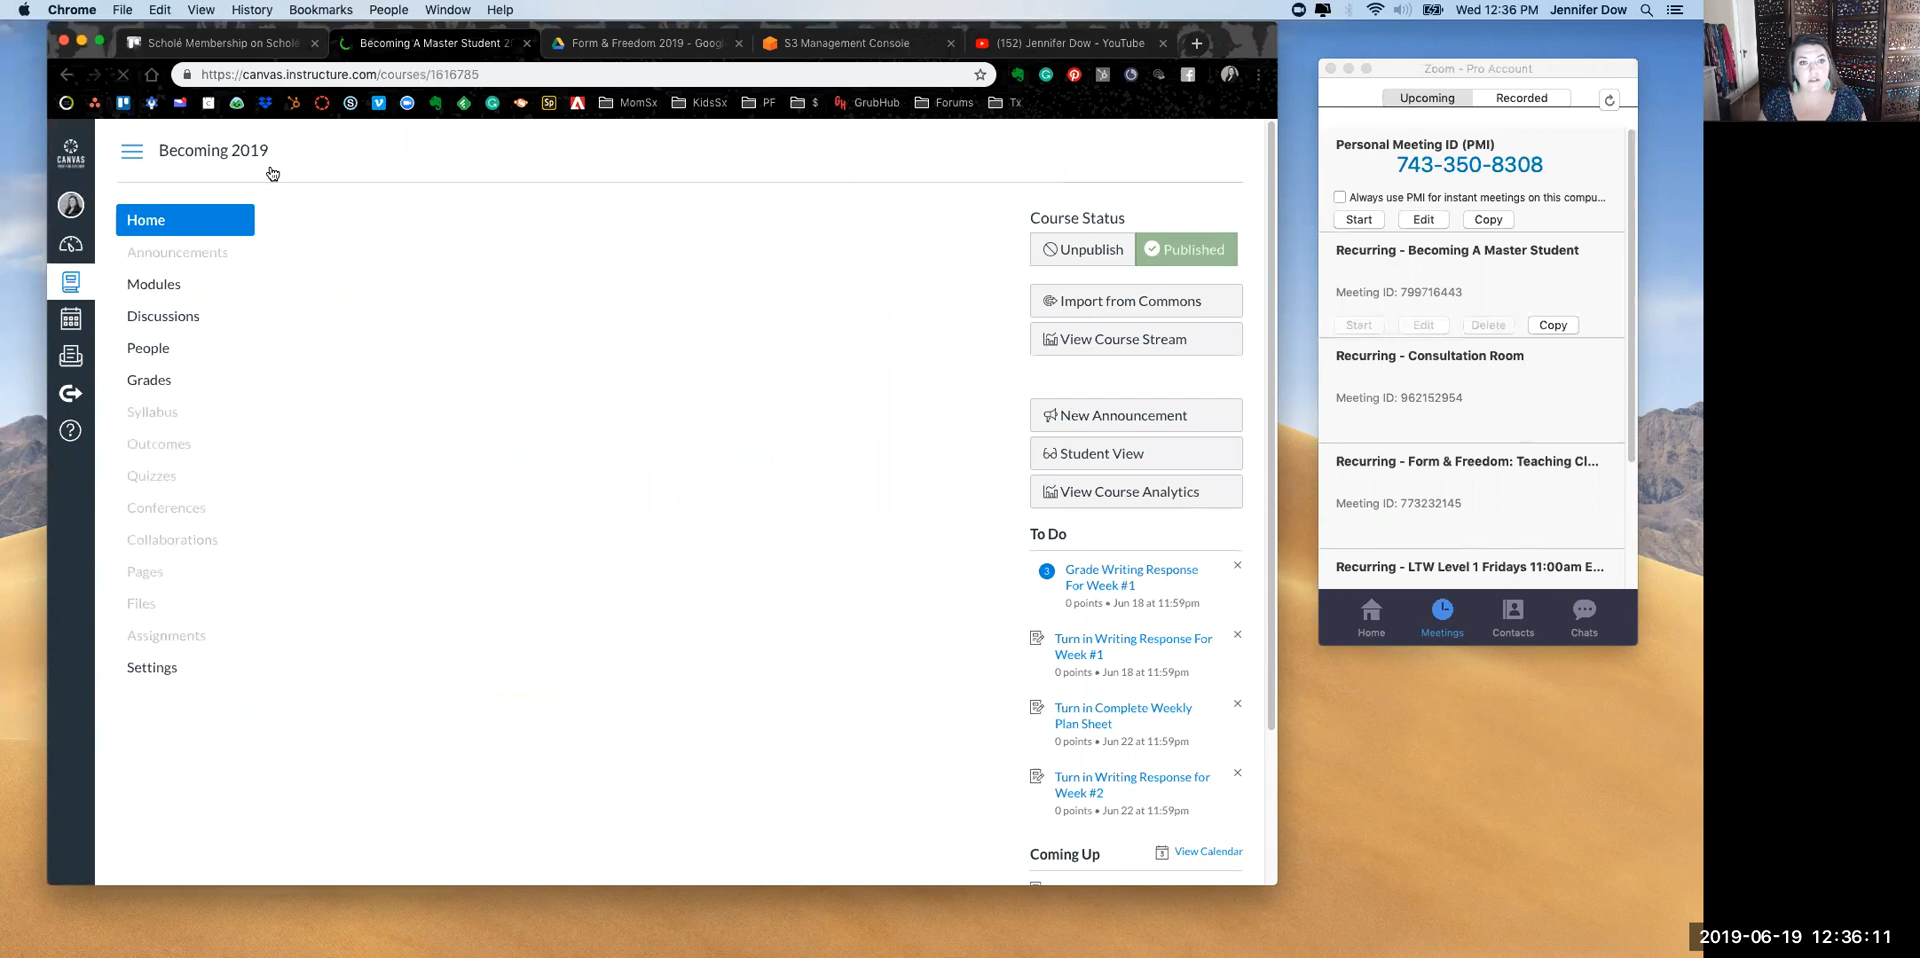 Chrome File Edit View History Bookmarks People Window Help
Wed 12:36 PM Jennifer Dow
Scholé Membership on Scholé
Becoming A Master Student 2
Form & Freedom 2019 - Goog
S3 Management Console
(152) Jennifer Dow - YouTube
https://canvas.instructure.com/courses/1616785
MomSx KidsSx PF $ GrubHub Forums Tx
CANVAS
Becoming 2019
Home
Announcements
Modules
Discussions
People
Grades
Syllabus
Outcomes
Quizzes
Conferences
Collaborations
Pages
Files
Assignments
Settings
Course Status
Unpublish Published
Import from Commons
View Course Stream
New Announcement
Student View
View Course Analytics
To Do
3 Grade Writing Response
For Week #1
0 points • Jun 18 at 11:59pm
Turn in Writing Response For
Week #1
0 points • Jun 18 at 11:59pm
Turn in Complete Weekly
Plan Sheet
0 points • Jun 22 at 11:59pm
Turn in Writing Response for
Week #2
0 points • Jun 22 at 11:59pm
Coming Up View Calendar
Zoom - Pro Account
Upcoming Recorded
Personal Meeting ID (PMI)
743-350-8308
Always use PMI for instant meetings on this compu...
Start Edit Copy
Recurring - Becoming A Master Student
Meeting ID: 799716443
Start Edit Delete Copy
Recurring - Consultation Room
Meeting ID: 962152954
Recurring - Form & Freedom: Teaching Cl...
Meeting ID: 773232145
Recurring - LTW Level 1 Fridays 11:00am E...
Home Meetings Contacts Chats
2019-06-19 12:36:11